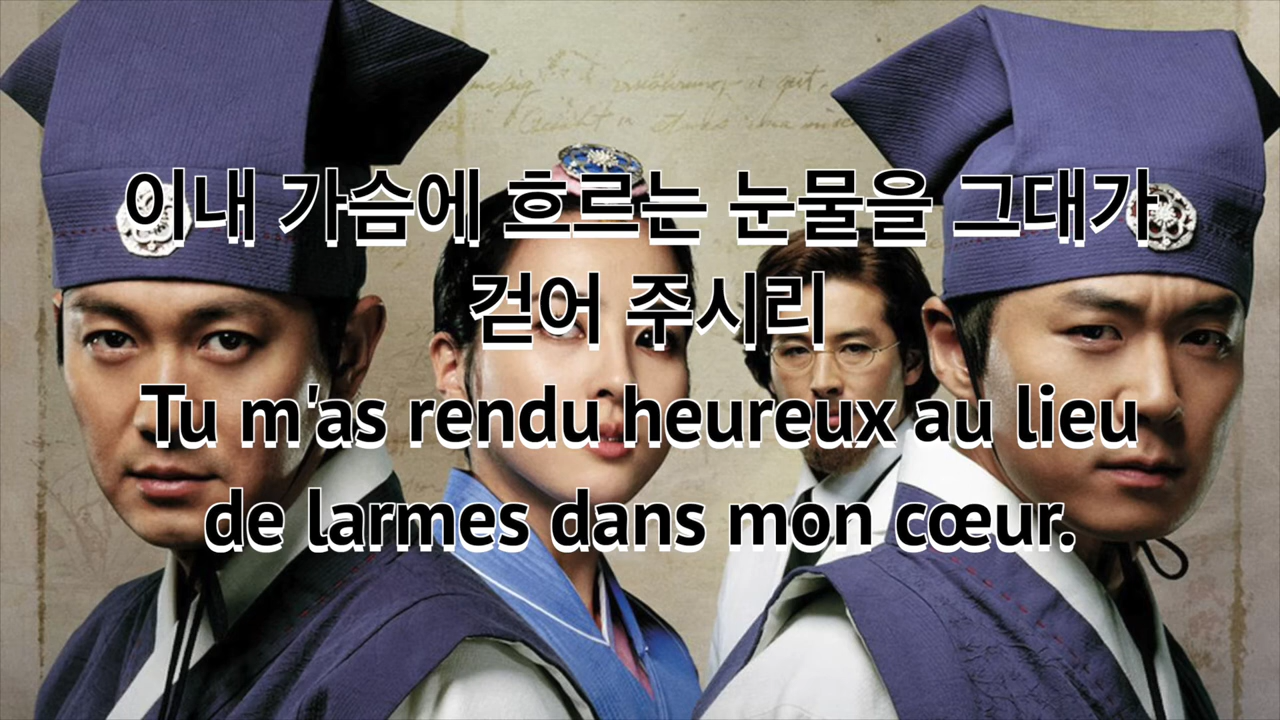 이내 가슴에 흐르는 눈물을 그대가
걷어 주시리
Tu m'as rendu heureux au lieu
de larmes dans mon cœur.